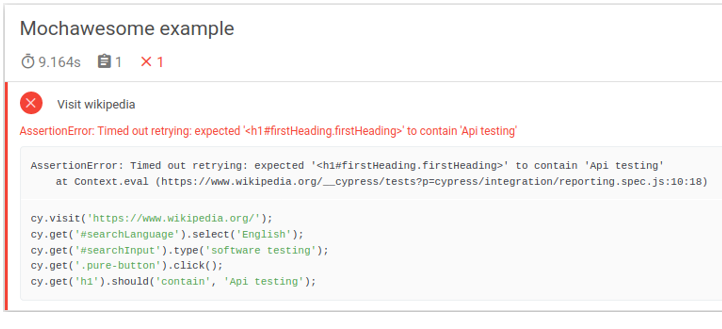 Mochawesome example
9.164s 1 1
Visit wikipedia
AssertionError: Timed out retrying: expected '<h1#firstHeading.firstHeading>' to contain 'Api testing'
AssertionError: Timed out retrying: expected '<h1#firstHeading.firstHeading>' to contain 'Api testing'
    at Context.eval (https://www.wikipedia.org/__cypress/tests?p=cypress/integration/reporting.spec.js:10:18)
cy.visit('https://www.wikipedia.org/');
cy.get('#searchLanguage').select('English');
cy.get('#searchInput').type('software testing');
cy.get('.pure-button').click();
cy.get('h1').should('contain', 'Api testing');